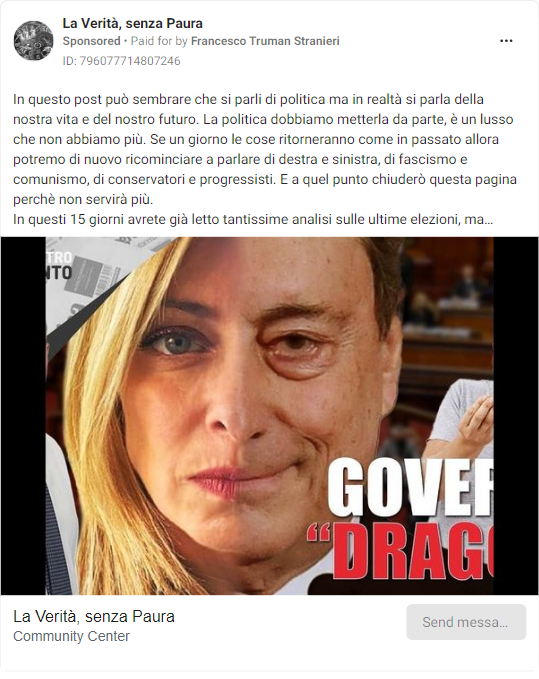 La Verità, senza Paura
Sponsored • Paid for by Francesco Truman Stranieri
ID: 796077714807246
In questo post può sembrare che si parli di politica ma in realtà si parla della
nostra vita e del nostro futuro. La politica dobbiamo metterla da parte, è un lusso
che non abbiamo più. Se un giorno le cose ritorneranno come in passato allora
potremo di nuovo ricominciare a parlare di destra e sinistra, di fascismo e
comunismo, di conservatori e progressisti. E a quel punto chiuderò questa pagina
perchè non servirà più.
In questi 15 giorni avrete già letto tantissime analisi sulle ultime elezioni, ma...
TRO
NTO
GOVER
“DRAG
La Verità, senza Paura
Community Center
Send messa...